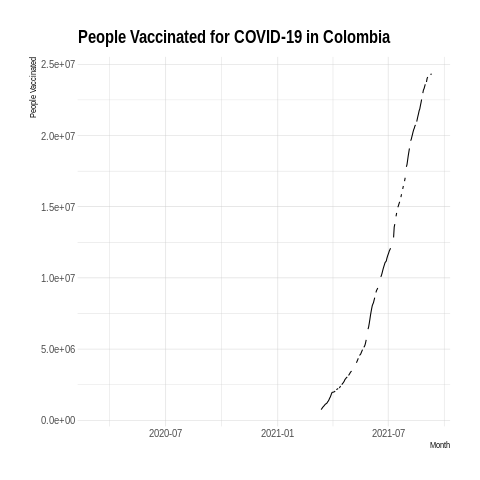 People Vaccinated for COVID-19 in Colombia
People Vaccinated
2.5e+07
2.0e+07
1.5e+07
1.0e+07
5.0e+06
0.0e+00
2020-07
2021-01
2021-07
Month